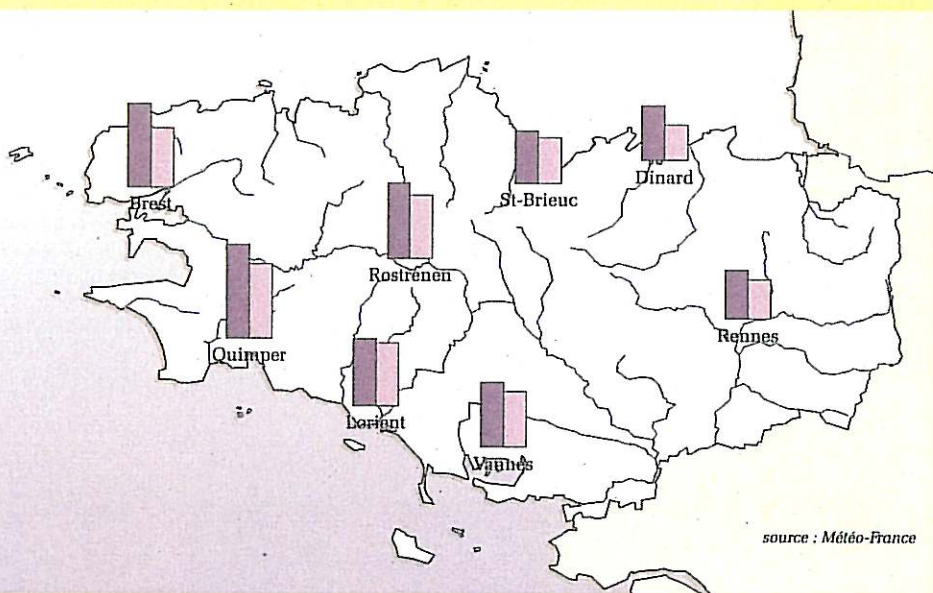 Brest
St-Brieuc
Dinard
Rostrenen
Quimper
Rennes
Lorient
Vannes
source : Météo-France